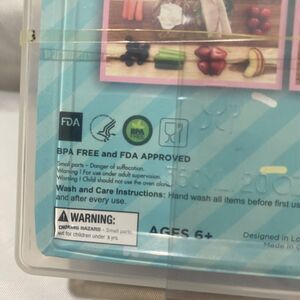 FDA
BPA FREE
BPA FREE and FDA APPROVED
Small parts - Danger of suffocation.
Warning ! For use under adult supervision.
Warning ! Child should not use the oven alone.
Wash and Care Instructions: Hand wash all items before first us
and after every use.
WARNING:
CHOKING HAZARD - Small parts.
Not for children under 3 yrs.
AGES 6+
Designed in Lo
Made in C